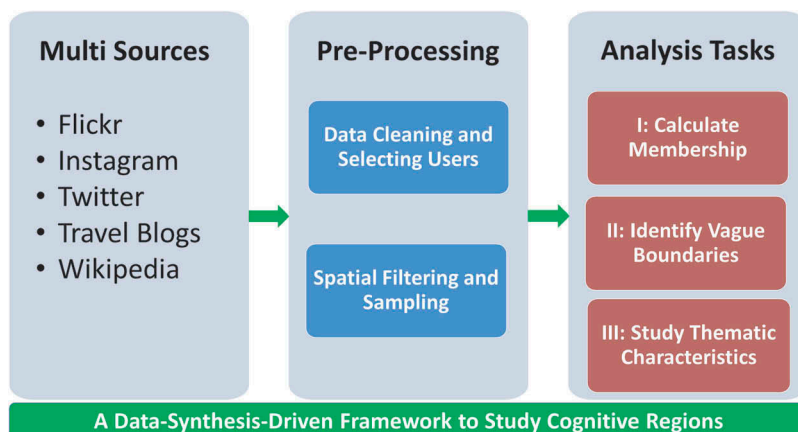 Multi Sources
• Flickr
• Instagram
• Twitter
• Travel Blogs
• Wikipedia
Pre-Processing
Data Cleaning and
Selecting Users
Spatial Filtering and
Sampling
Analysis Tasks
I: Calculate
Membership
II: Identify Vague
Boundaries
III: Study Thematic
Characteristics
A Data-Synthesis-Driven Framework to Study Cognitive Regions